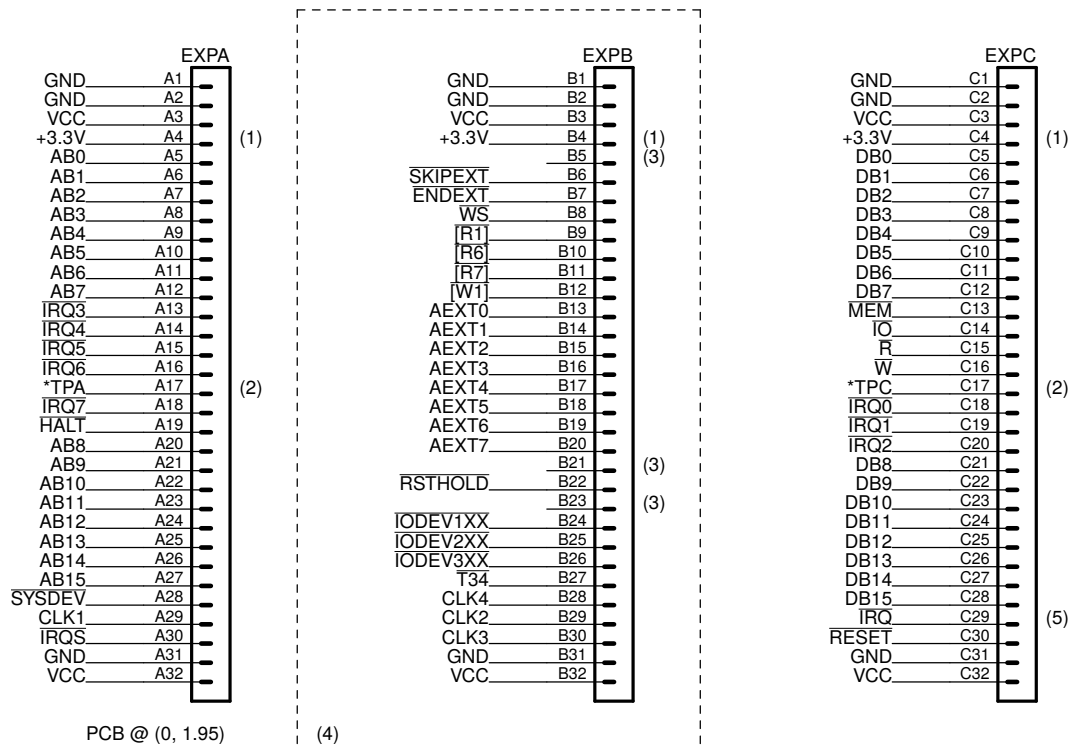 EXPA
GND A1
GND A2
VCC A3
+3.3V A4 (1)
AB0 A5
AB1 A6
AB2 A7
AB3 A8
AB4 A9
AB5 A10
AB6 A11
AB7 A12
IRQ3 A13
IRQ4 A14
IRQ5 A15
IRQ6 A16
*TPA A17 (2)
IRQ7 A18
HALT A19
AB8 A20
AB9 A21
AB10 A22
AB11 A23
AB12 A24
AB13 A25
AB14 A26
AB15 A27
SYSDEV A28
CLK1 A29
IRQS A30
GND A31
VCC A32
PCB @ (0, 1.95)
EXPB
GND B1
GND B2
VCC B3
+3.3V B4 (1)
B5 (3)
SKIPEXT B6
ENDEXT B7
WS B8
[R1] B9
[R6] B10
[R7] B11
[W1] B12
AEXT0 B13
AEXT1 B14
AEXT2 B15
AEXT3 B16
AEXT4 B17
AEXT5 B18
AEXT6 B19
AEXT7 B20
B21 (3)
RSTHOLD B22
B23 (3)
IODEV1XX B24
IODEV2XX B25
IODEV3XX B26
T34 B27
CLK4 B28
CLK2 B29
CLK3 B30
GND B31
VCC B32
(4)
EXPC
GND C1
GND C2
VCC C3
+3.3V C4 (1)
DB0 C5
DB1 C6
DB2 C7
DB3 C8
DB4 C9
DB5 C10
DB6 C11
DB7 C12
MEM C13
IO C14
R C15
W C16
*TPC C17 (2)
IRQ0 C18
IRQ1 C19
IRQ2 C20
DB8 C21
DB9 C22
DB10 C23
DB11 C24
DB12 C25
DB13 C26
DB14 C27
DB15 C28
IRQ C29 (5)
RESET C30
GND C31
VCC C32